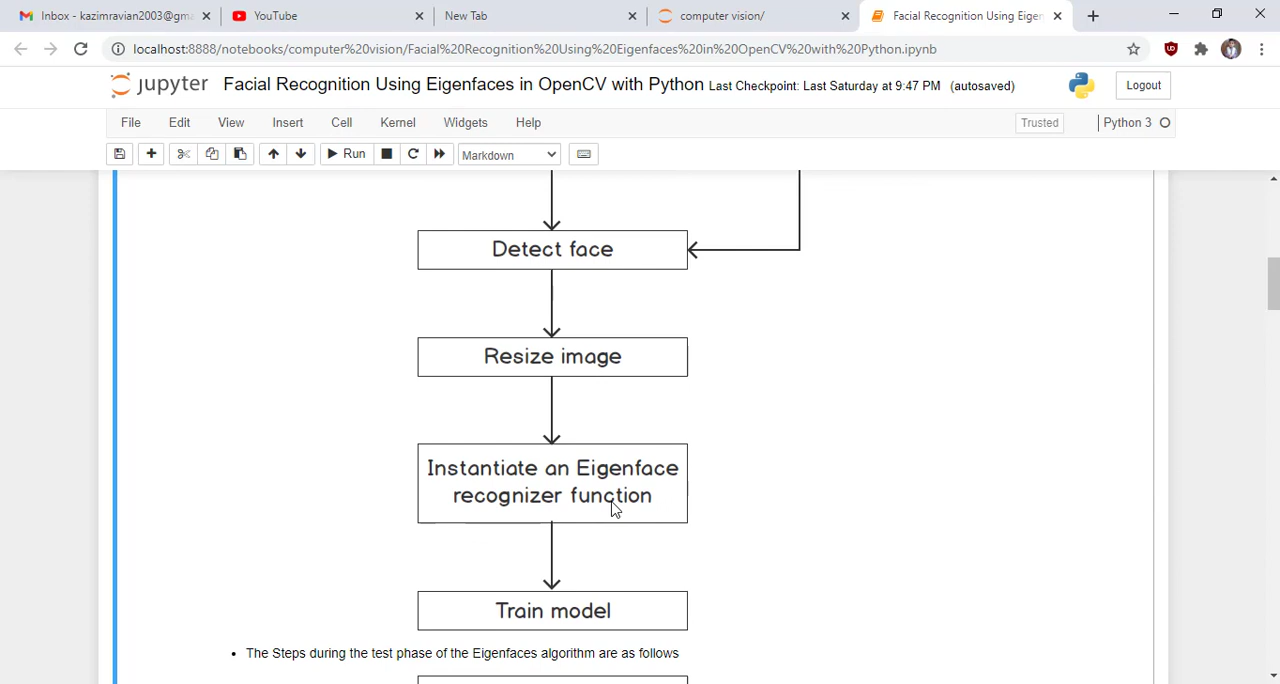 Inbox - kazimravian2003@gma
YouTube
New Tab
computer vision/
Facial Recognition Using Eigen
localhost:8888/notebooks/computer%20vision/Facial%20Recognition%20Using%20Eigenfaces%20in%20OpenCV%20with%20Python.ipynb
jupyter Facial Recognition Using Eigenfaces in OpenCV with Python Last Checkpoint: Last Saturday at 9:47 PM (autosaved)
Logout
File Edit View Insert Cell Kernel Widgets Help
Trusted
Python 3
Run
Markdown
Detect face
Resize image
Instantiate an Eigenface
recognizer function
Train model
• The Steps during the test phase of the Eigenfaces algorithm are as follows